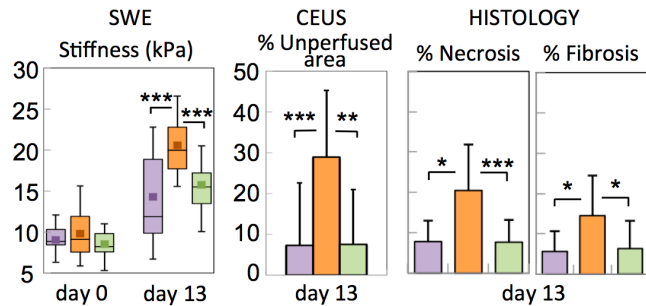 SWE
CEUS
HISTOLOGY
Stiffness (kPa)
% Unperfused
area
% Necrosis
% Fibrosis
30
25
20
15
10
5
*** ***
day 0 day 13
50
40
30
20
10
0
*** **
day 13
* ***
* *
day 13